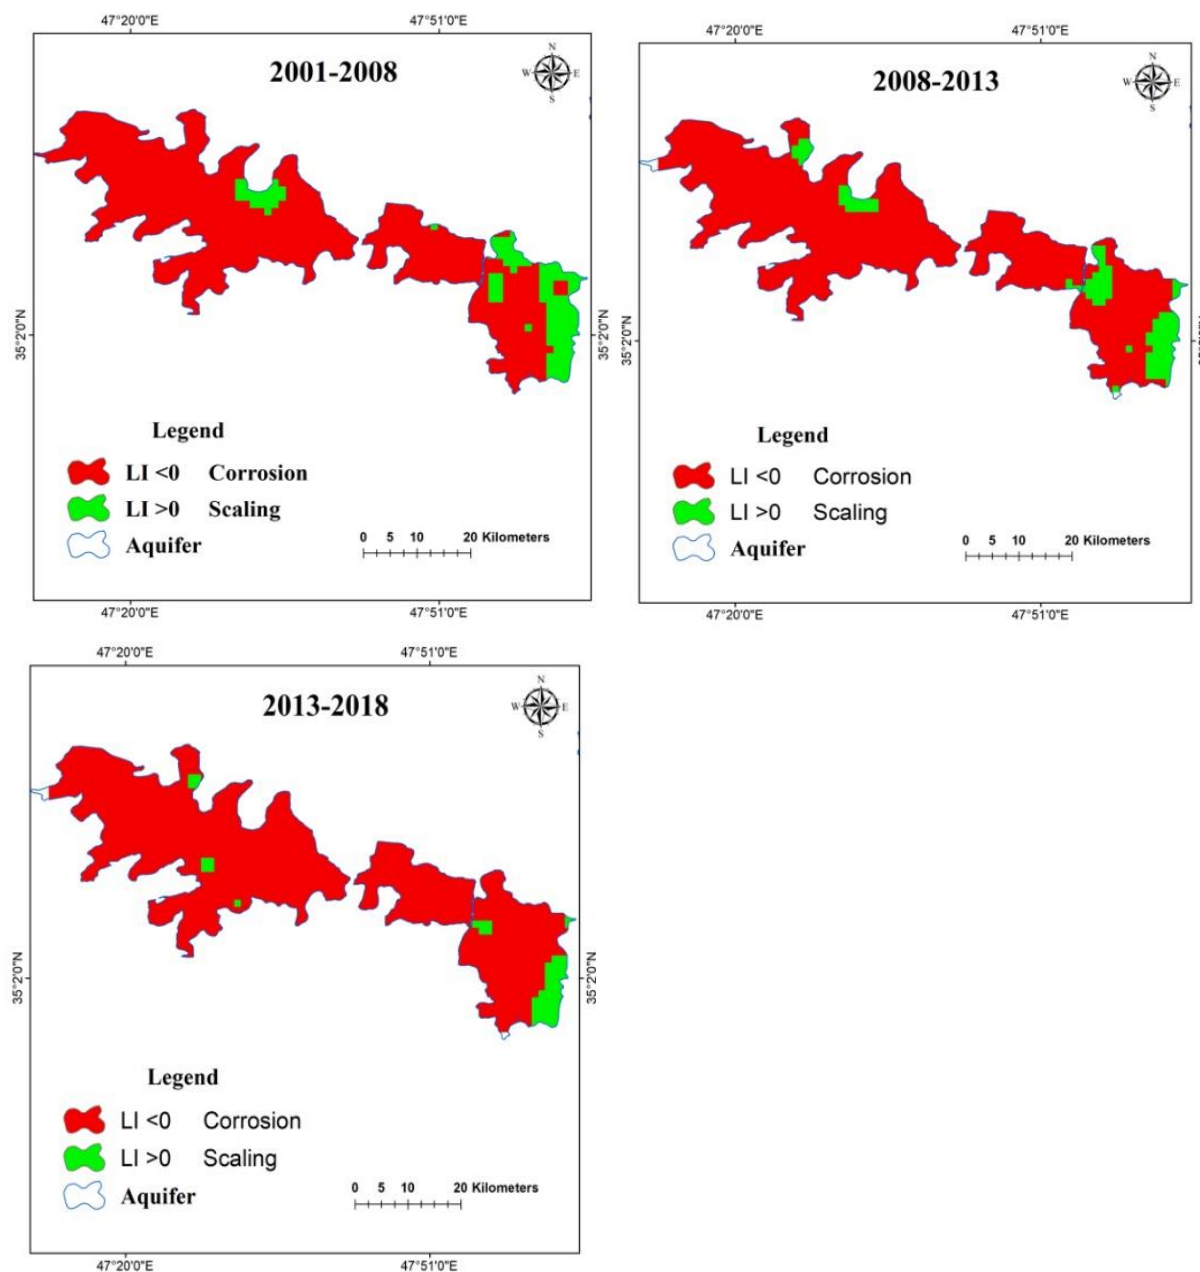 47°20'0"E 47°51'0"E
2001-2008
N
W E
S
35°2'0"N
35°2'0"N
Legend
LI <0 Corrosion
LI >0 Scaling
Aquifer
0 5 10 20 Kilometers
47°20'0"E 47°51'0"E
47°20'0"E 47°51'0"E
2008-2013
N
W E
S
35°2'0"N
Legend
LI <0 Corrosion
LI >0 Scaling
Aquifer
0 5 10 20 Kilometers
47°20'0"E 47°51'0"E
47°20'0"E 47°51'0"E
2013-2018
N
W E
S
35°2'0"N
35°2'0"N
Legend
LI <0 Corrosion
LI >0 Scaling
Aquifer
0 5 10 20 Kilometers
47°20'0"E 47°51'0"E